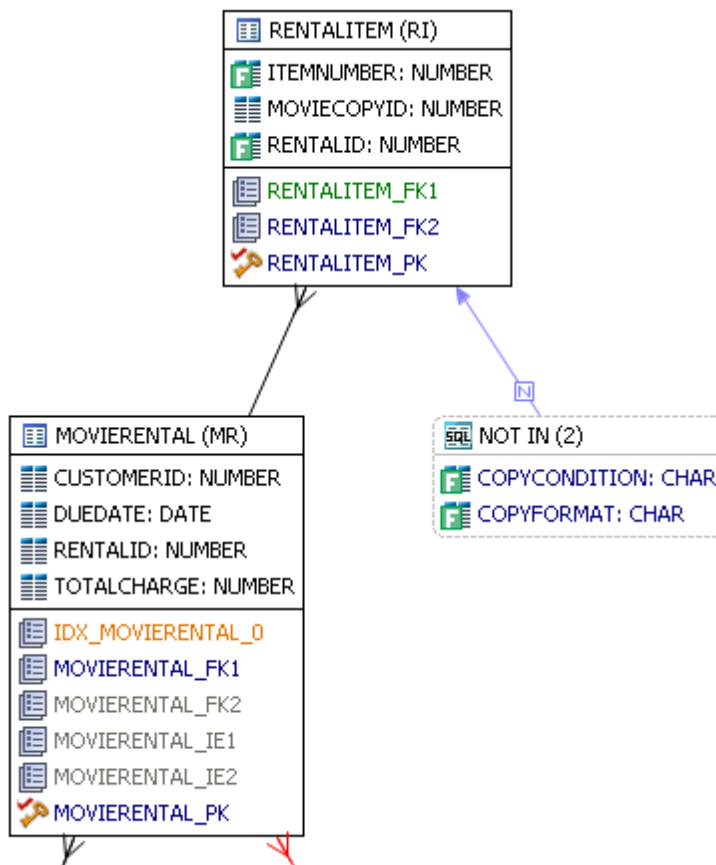 RENTALITEM (RI)
ITEMNUMBER: NUMBER
MOVIECOPYID: NUMBER
RENTALID: NUMBER
RENTALITEM_FK1
RENTALITEM_FK2
RENTALITEM_PK
N
MOVIERENTAL (MR)
CUSTOMERID: NUMBER
DUEDATE: DATE
RENTALID: NUMBER
TOTALCHARGE: NUMBER
IDX_MOVIERENTAL_0
MOVIERENTAL_FK1
MOVIERENTAL_FK2
MOVIERENTAL_IE1
MOVIERENTAL_IE2
MOVIERENTAL_PK
SQL NOT IN (2)
F COPYCONDITION: CHAR
F COPYFORMAT: CHAR